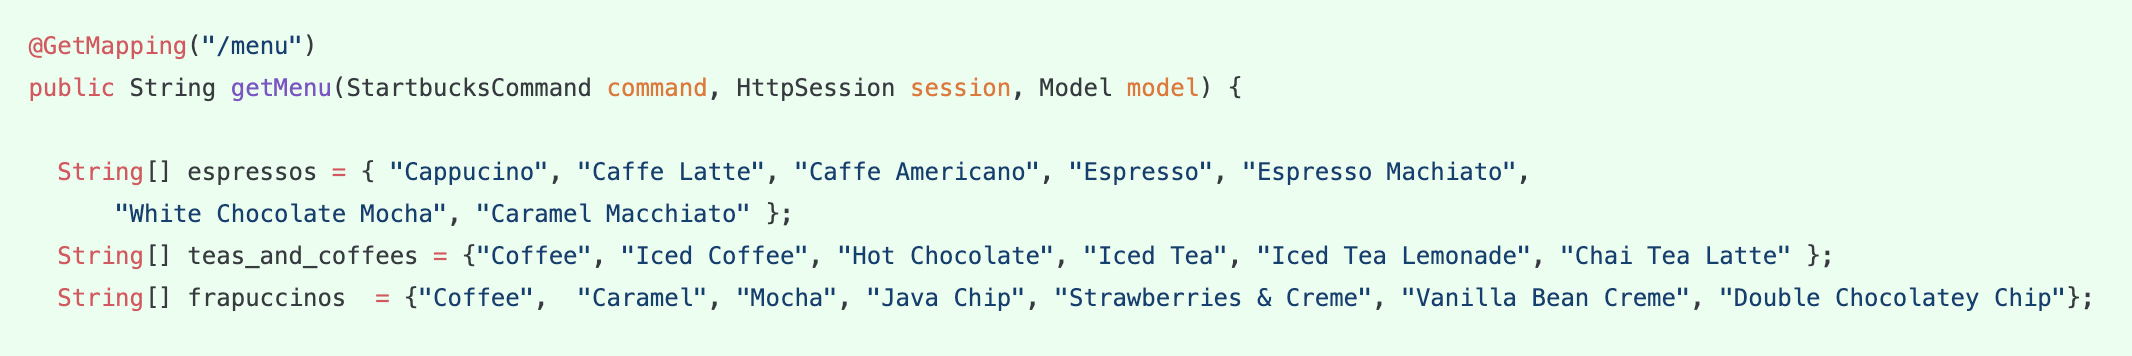 @GetMapping("/menu")
public String getMenu(StartbucksCommand command, HttpSession session, Model model) {
String[] espressos = { "Cappucino", "Caffe Latte", "Caffe Americano", "Espresso", "Espresso Machiato",
"White Chocolate Mocha", "Caramel Macchiato" };
String[] teas_and_coffees = {"Coffee", "Iced Coffee", "Hot Chocolate", "Iced Tea", "Iced Tea Lemonade", "Chai Tea Latte" };
String[] frapuccinos  = {"Coffee",  "Caramel", "Mocha", "Java Chip", "Strawberries & Creme", "Vanilla Bean Creme", "Double Chocolatey Chip"};